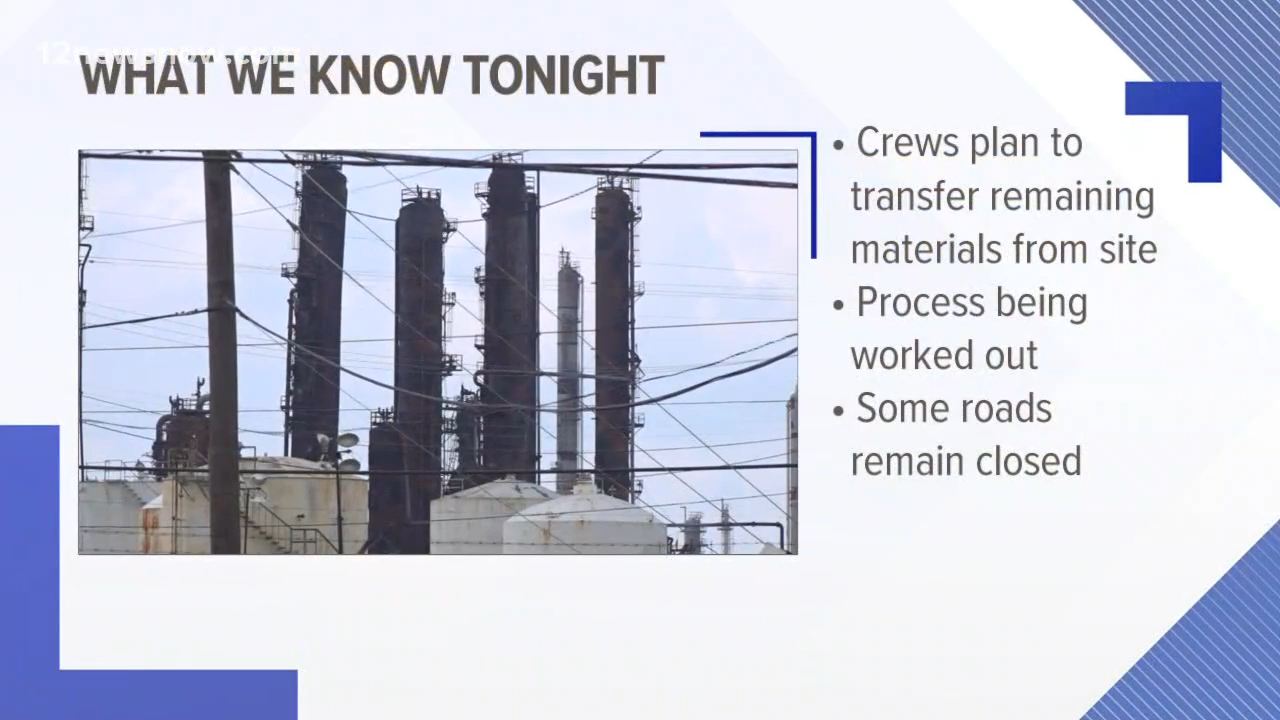 12newsnow.com
WHAT WE KNOW TONIGHT
• Crews plan to
transfer remaining
materials from site
• Process being
worked out
• Some roads
remain closed